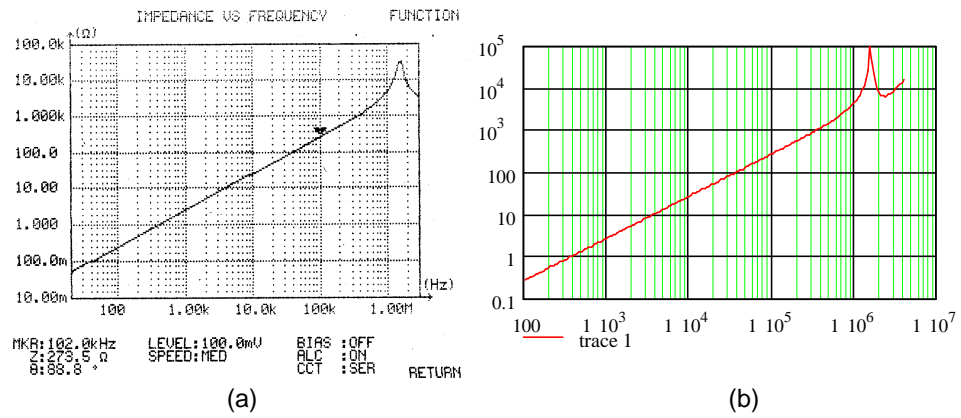 IMPEDANCE VS FREQUENCY FUNCTION
(Ω)
100.0k
10.00k
1.000k
100.0
10.00
1.000
100.0m
10.00m
100 1.00k 10.0k 100k 1.00M
(Hz)
MKR:102.0kHz LEVEL:100.0mV BIAS :OFF
Z:273.5 Ω SPEED:MED ALC :ON
θ:88.8 ° CCT :SER RETURN
(a)
10^5
10^4
10^3
100
10
1
0.1
100 1 10^3 1 10^4 1 10^5 1 10^6 1 10^7
trace 1
(b)